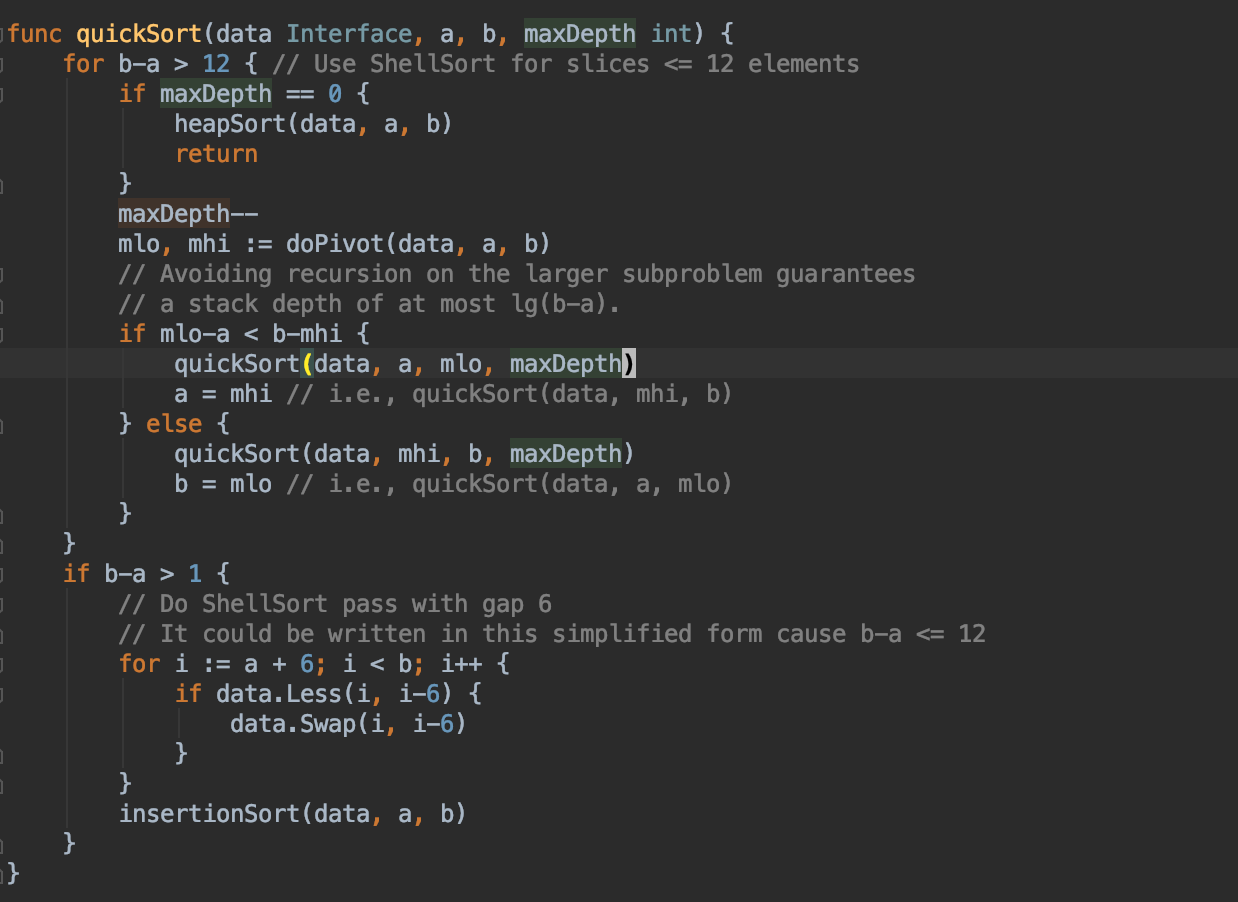 func quickSort(data Interface, a, b, maxDepth int) {
    for b-a > 12 { // Use ShellSort for slices <= 12 elements
        if maxDepth == 0 {
            heapSort(data, a, b)
            return
        }
        maxDepth--
        mlo, mhi := doPivot(data, a, b)
        // Avoiding recursion on the larger subproblem guarantees
        // a stack depth of at most lg(b-a).
        if mlo-a < b-mhi {
            quickSort(data, a, mlo, maxDepth)
            a = mhi // i.e., quickSort(data, mhi, b)
        } else {
            quickSort(data, mhi, b, maxDepth)
            b = mlo // i.e., quickSort(data, a, mlo)
        }
    }
    if b-a > 1 {
        // Do ShellSort pass with gap 6
        // It could be written in this simplified form cause b-a <= 12
        for i := a + 6; i < b; i++ {
            if data.Less(i, i-6) {
                data.Swap(i, i-6)
            }
        }
        insertionSort(data, a, b)
    }
}